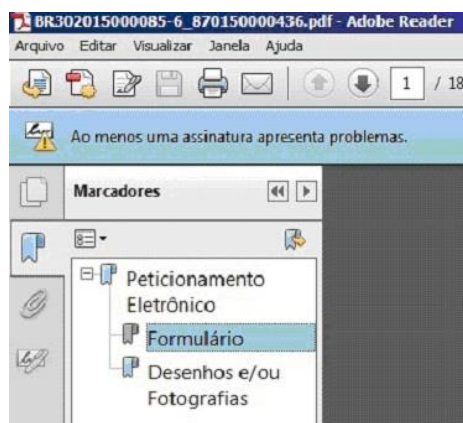 BR302015000085-6_870150000436.pdf - Adobe Reader
Arquivo Editar Visualizar Janela Ajuda
1 / 18
Ao menos uma assinatura apresenta problemas.
Marcadores
Peticionamento
Eletrônico
Formulário
Desenhos e/ou
Fotografias